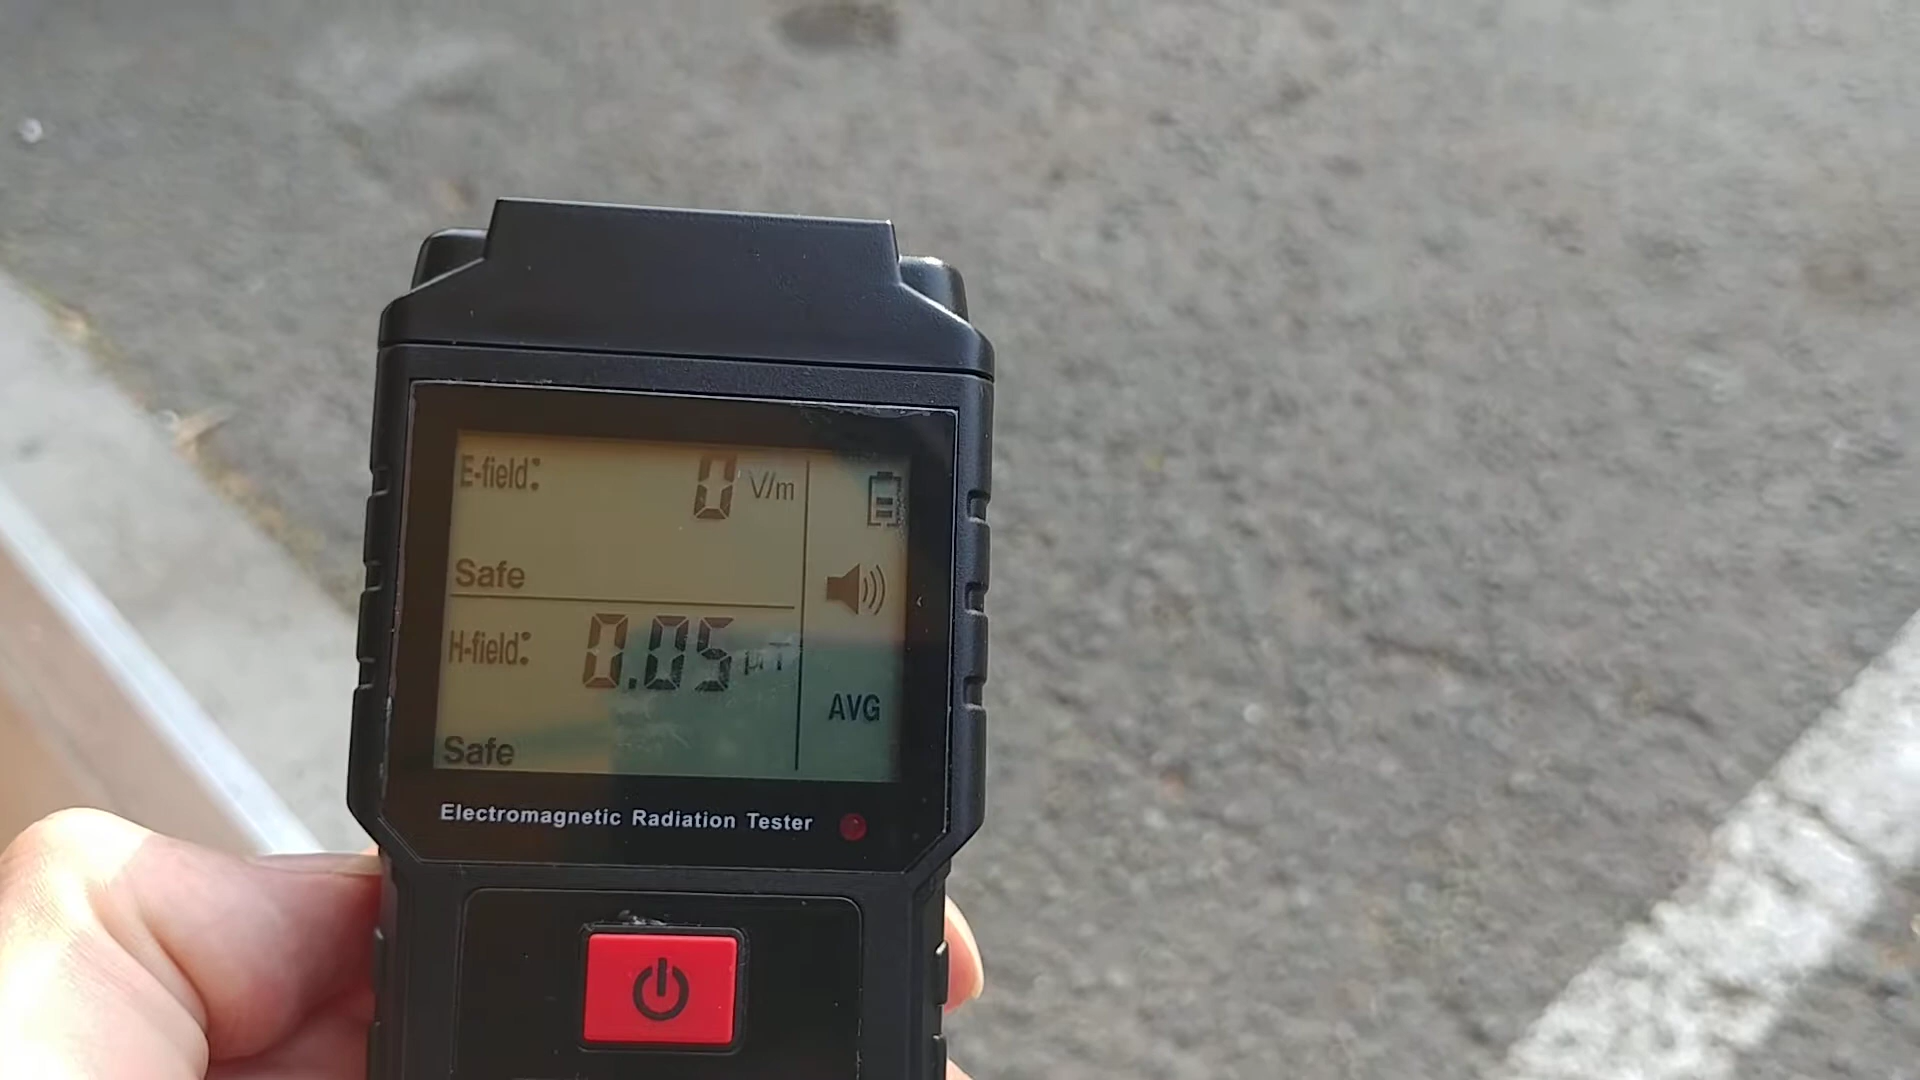 E-field: 0 V/m
Safe
H-field: 0.05 μT
Safe
AVG
Electromagnetic Radiation Tester